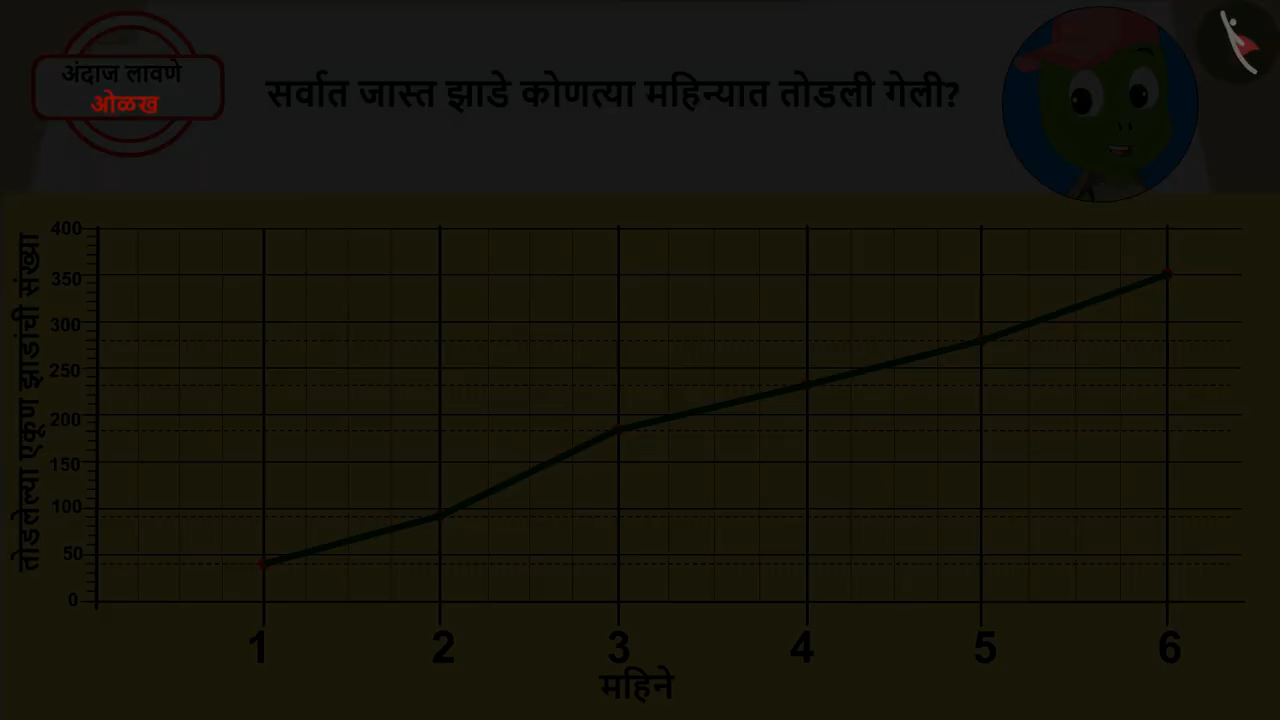 अंदाज लावणे
ओळख
सर्वात जास्त झाडे कोणत्या महिन्यात तोडली गेली?
तोडलेल्या एकूण झाडांची संख्या
400
350
300
250
200
150
100
50
0
1 2 3 4 5 6
महिने